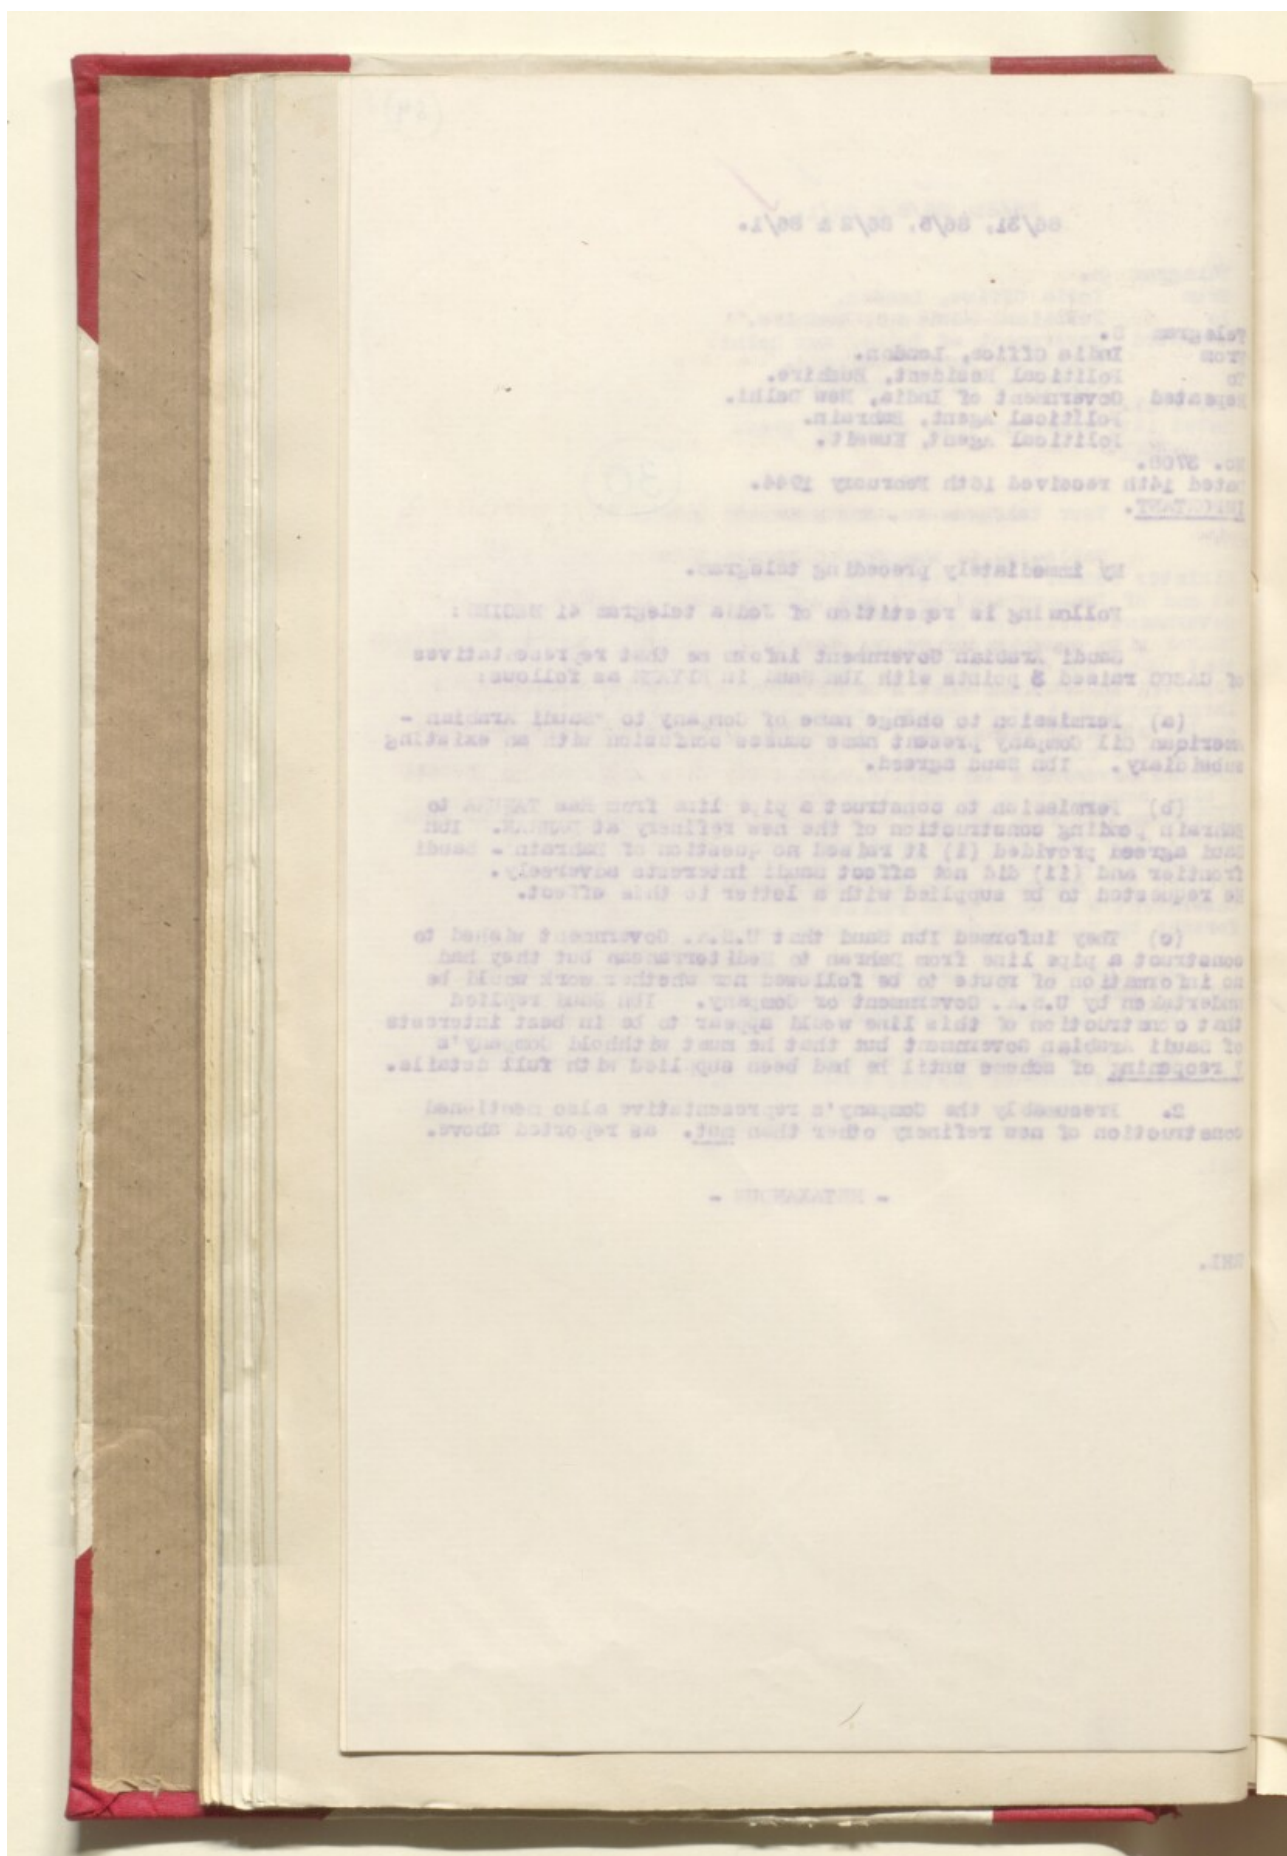 86/31, 86/5, 86/2 & 86/1.
Telegram
From India Office, London.
To Political Resident, Bushire.
Repeated Government of India, New Delhi.
Political Agent, Bahrain.
Political Agent, Kuwait.
No. 3706.
Dated 14th received 16th February 1944.
IMPORTANT.
My immediately preceding telegram.
Following is repetition of Jedda telegram 41 BEGINS:
Saudi Arabian Government inform me that representatives
of CASCO raised 3 points with Ibn Saud in RIYADH as follows:
(a) Permission to change name of Company to "Saudi Arabian -
American Oil Company present name causes confusion with an existing
subsidiary. Ibn Saud agreed.
(b) Permission to construct a pipe line from Ras TANURA to
Bahrain pending construction of the new refinery at Ibn
Saud agreed provided (i) it raised no question of Bahrain - Saudi
frontier and (ii) did not affect Saudi interests adversely.
He requested to be supplied with a letter to this effect.
(c) They informed Ibn Saud that U.S.A. Government wished to
construct a pipe line from Dahran to Mediterranean but they had
no information of route to be followed nor whether work would be
undertaken by U.S.A. Government or Company. Ibn Saud replied
that construction of this line would appear to be in best interests
of Saudi Arabian Government but that he must withhold Company's
? reopening of scheme until he had been supplied with full details.
2. Presumably the Company's representative also mentioned
construction of new refinery other than put. as reported above.
- RETAXANDUM -